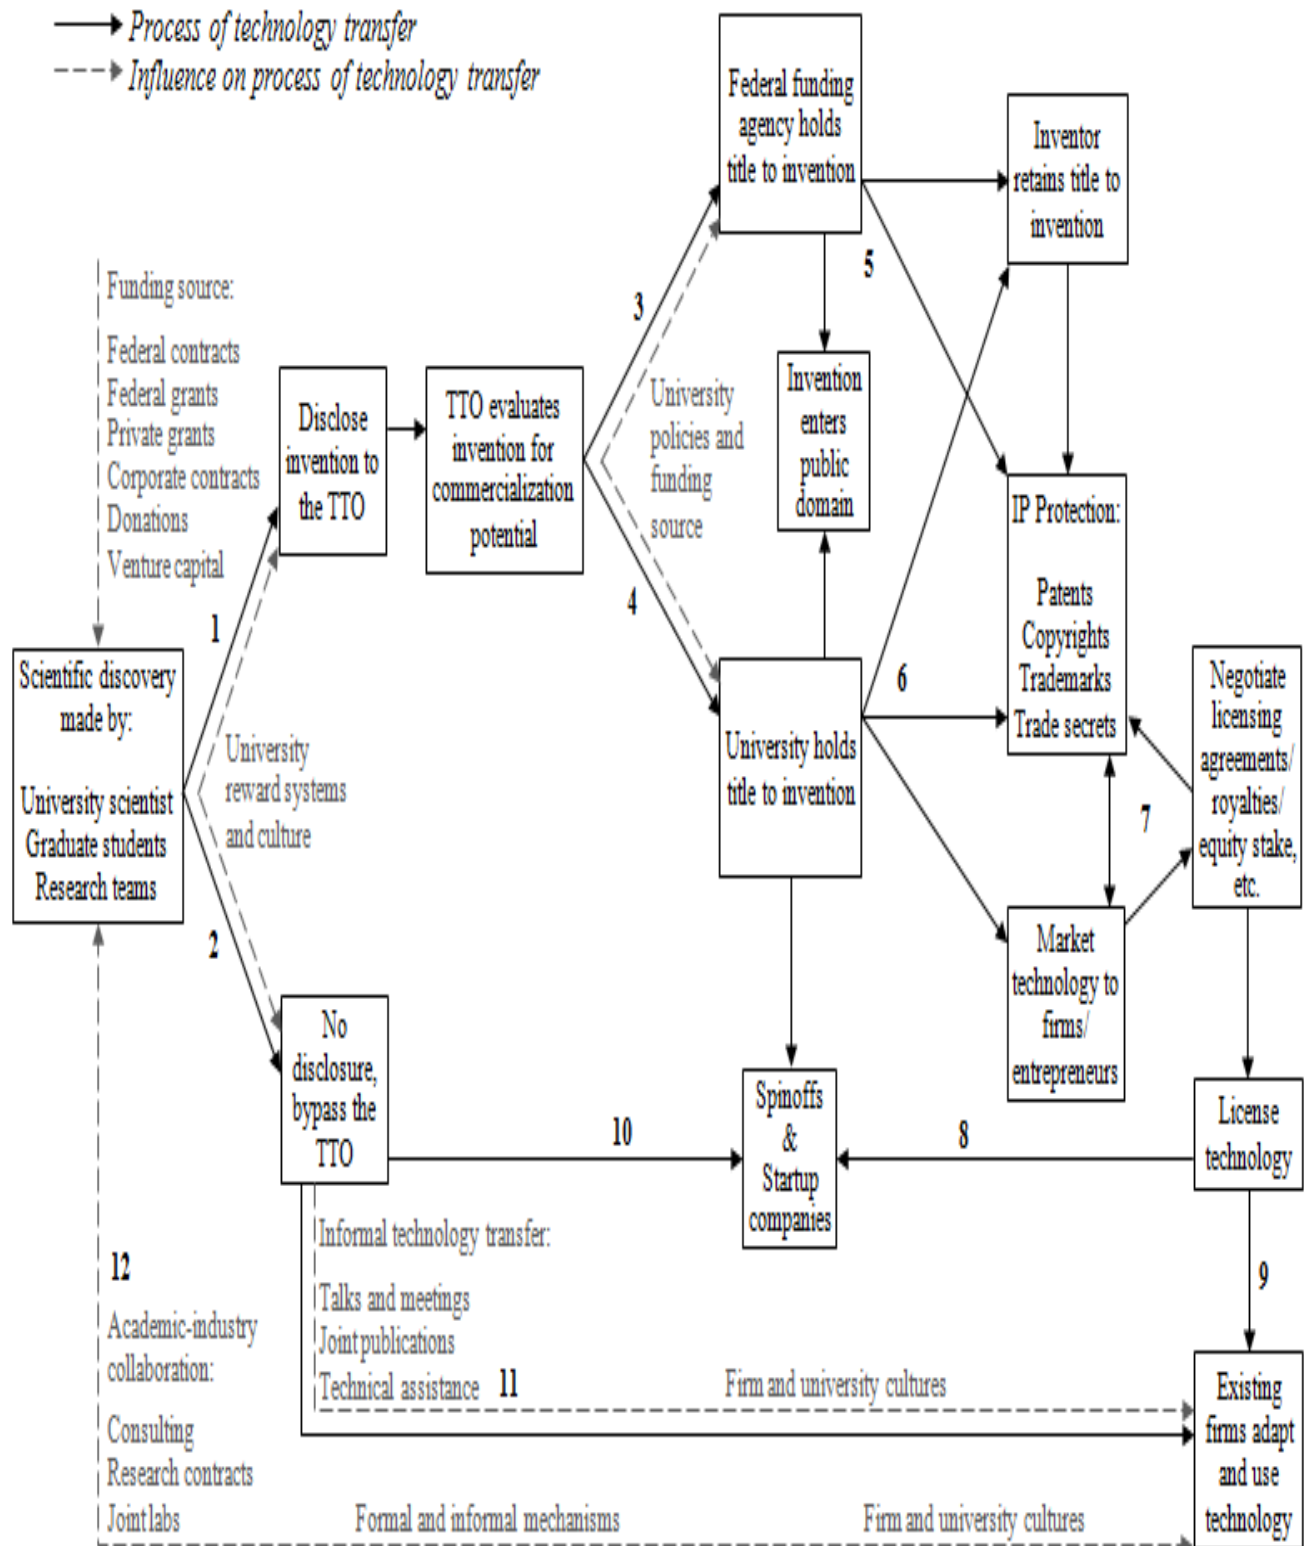 Process of technology transfer
Influence on process of technology transfer
Federal funding
agency holds
title to invention
Inventor
retains title to
invention
Funding source:
Federal contracts
Federal grants
Private grants
Corporate contracts
Donations
Venture capital
Disclose
invention to
the TTO
TTO evaluates
invention for
commercialization
potential
3
5
University
policies and
funding
source
Invention
enters
public
domain
4
IP Protection:
Patents
Copyrights
Trademarks
Trade secrets
1
Scientific discovery
made by:
University scientist
Graduate students
Research teams
University
reward systems
and culture
2
University holds
title to invention
6
7
Negotiate
licensing
agreements/
royalties/
equity stake,
etc.
Market
technology to
firms/
entrepreneurs
No
disclosure,
bypass the
TTO
10
Spinoffs
&
Startup
companies
8
License
technology
9
Informal technology transfer:
Talks and meetings
Joint publications
Technical assistance
11
Firm and university cultures
12
Academic-industry
collaboration:
Consulting
Research contracts
Joint labs
Formal and informal mechanisms
Firm and university cultures
Existing
firms adapt
and use
technology